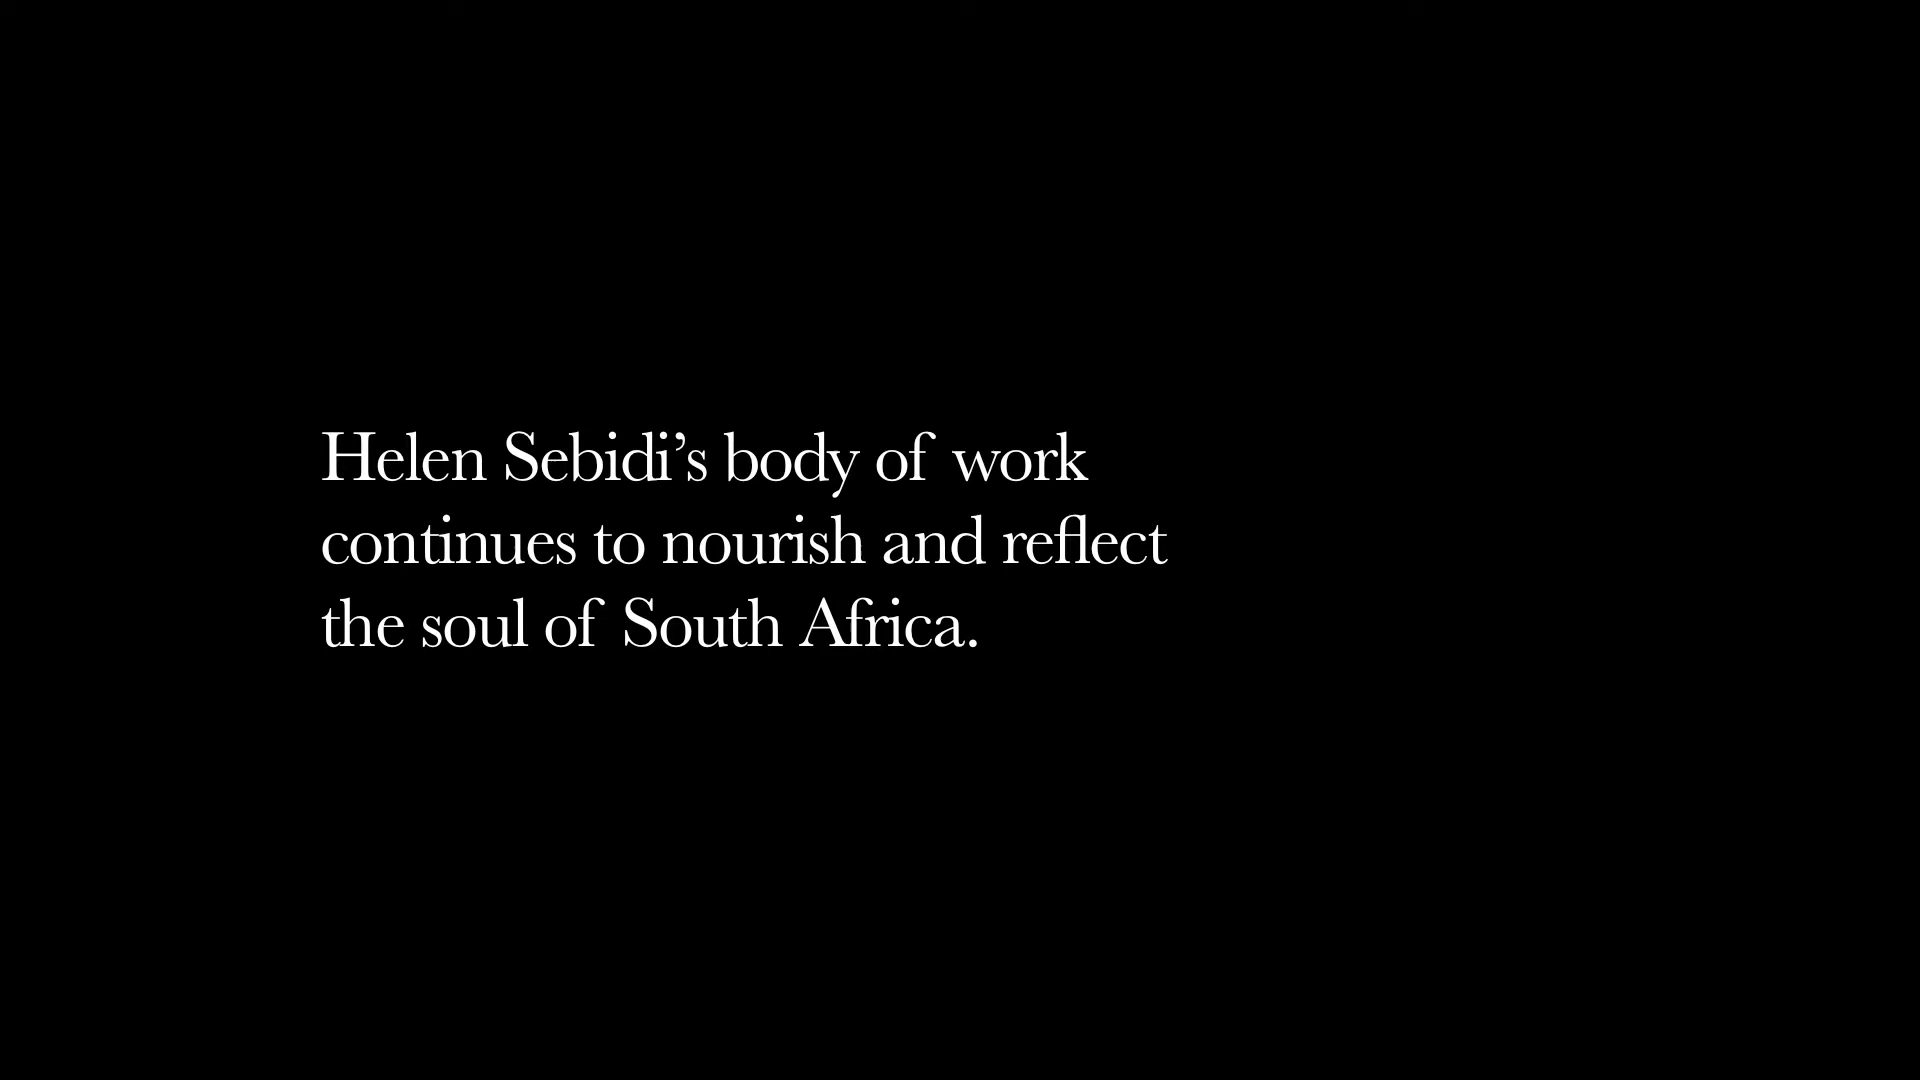 Helen Sebidi’s body of work
continues to nourish and reflect
the soul of South Africa.